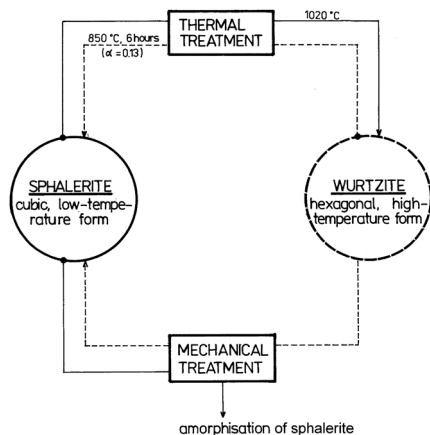 THERMAL
TREATMENT
1020 °C
850 °C, 6 hours
(α = 0.13)
SPHALERITE
cubic, low-tempe-
rature form
WURTZITE
hexagonal, high-
temperature form
MECHANICAL
TREATMENT
amorphisation of sphalerite